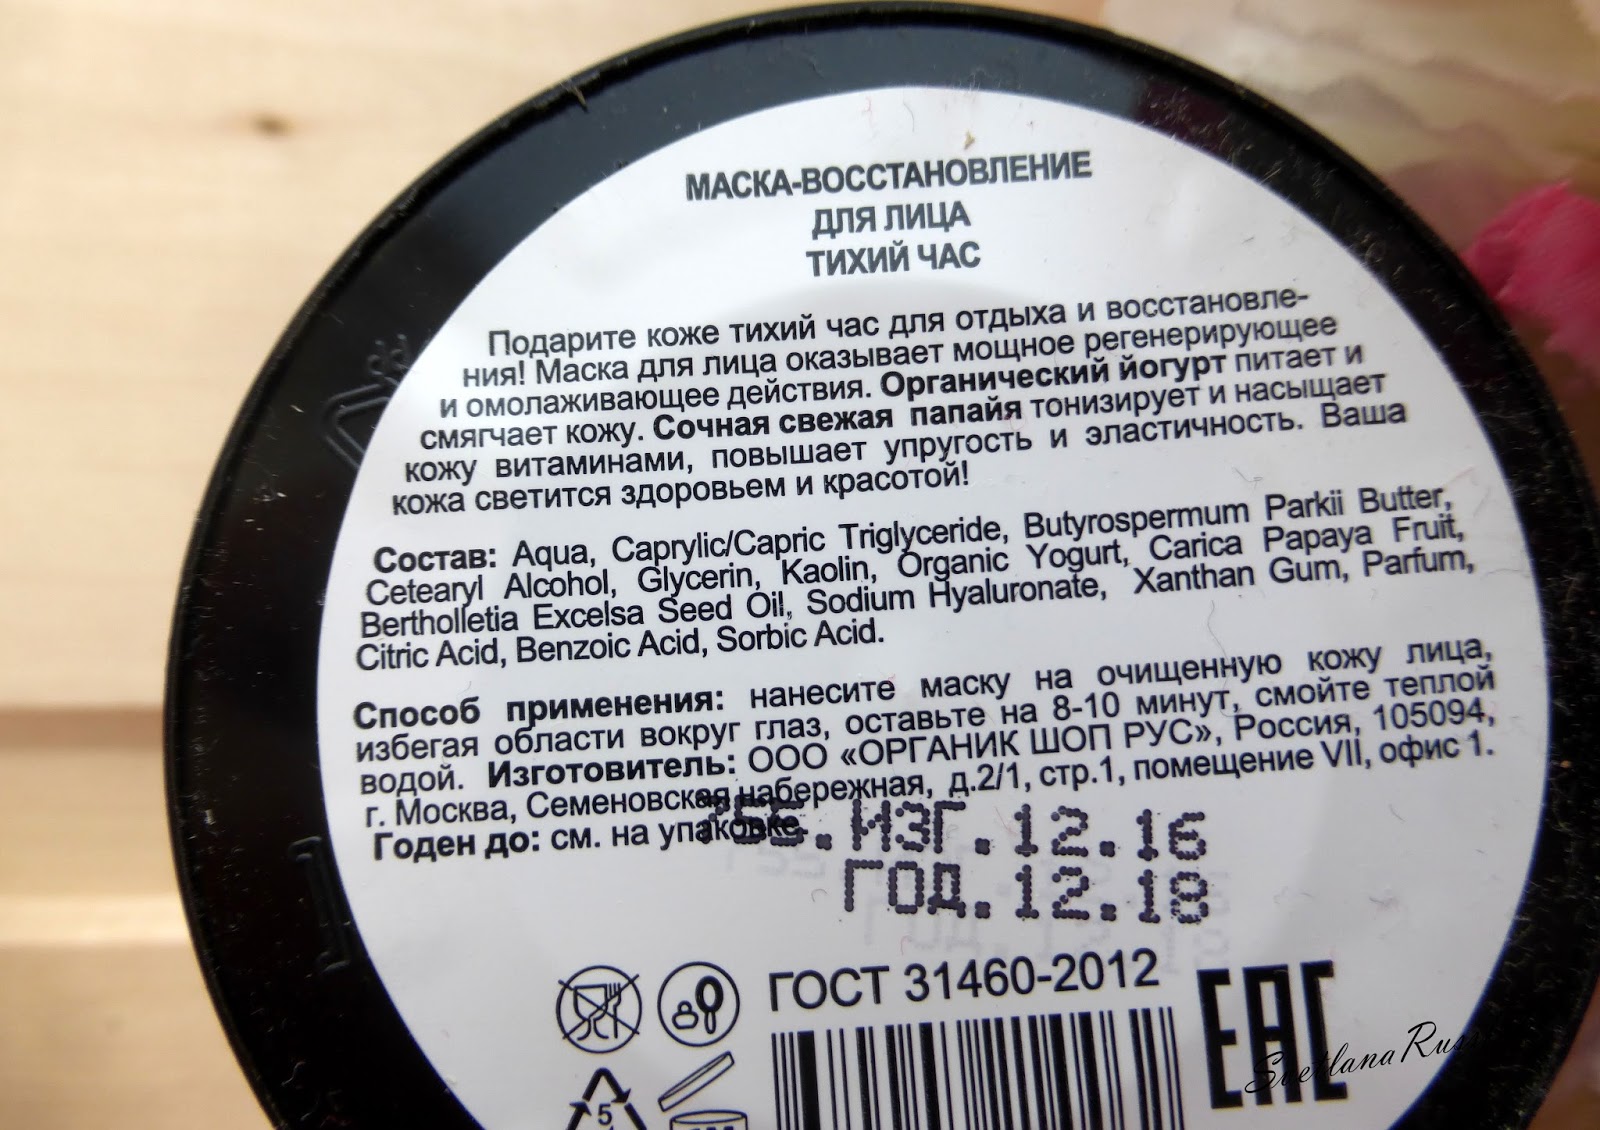 МАСКА-ВОССТАНОВЛЕНИЕ
ДЛЯ ЛИЦА
ТИХИЙ ЧАС
Подарите коже тихий час для отдыха и восстановле-
ния! Маска для лица оказывает мощное регенерирующее
и омолаживающее действия. Органический йогурт питает и
смягчает кожу. Сочная свежая папайя тонизирует и насыщает
кожу витаминами, повышает упругость и эластичность. Ваша
кожа светится здоровьем и красотой!
Состав: Aqua, Caprylic/Capric Triglyceride, Butyrospermum Parkii Butter,
Cetearyl Alcohol, Glycerin, Kaolin, Organic Yogurt, Carica Papaya Fruit,
Bertholletia Excelsa Seed Oil, Sodium Hyaluronate, Xanthan Gum, Parfum,
Citric Acid, Benzoic Acid, Sorbic Acid.
Способ применения: нанесите маску на очищенную кожу лица,
избегая области вокруг глаз, оставьте на 8-10 минут, смойте теплой
водой. Изготовитель: ООО «ОРГАНИК ШОП РУС», Россия, 105094,
г. Москва, Семеновская набережная, д.2/1, стр.1, помещение VII, офис 1.
Годен до: см. на упаковке.
ИЗГ.12.16
ГОД.12.18
ГОСТ 31460-2012
EAC
Svetlana
5